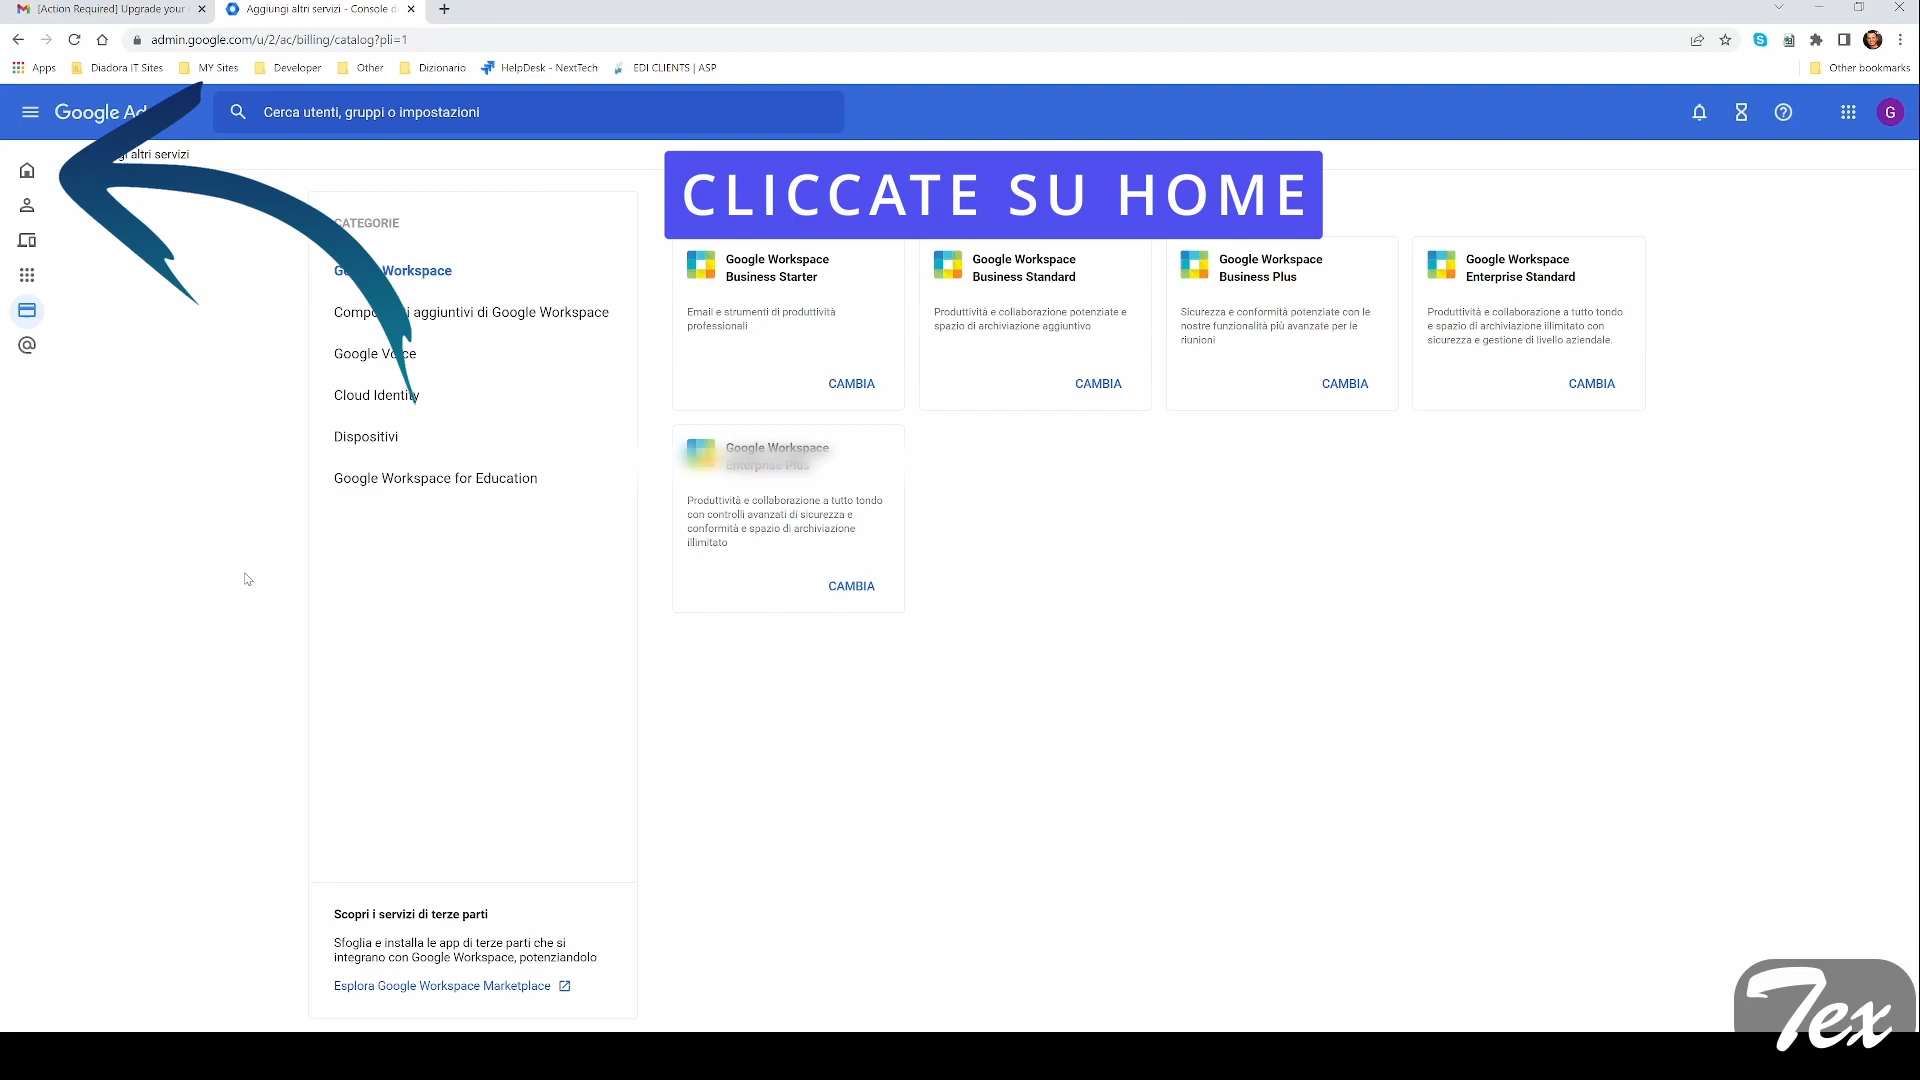 [Action Required] Upgrade your
Aggiungi altri servizi - Console di
admin.google.com/u/2/ac/billing/catalog?pli=1
Apps
Diadora IT Sites
MY Sites
Developer
Other
Dizionario
HelpDesk - NextTech
EDI CLIENTS | ASP
Other bookmarks
Google Ad
Cerca utenti, gruppi o impostazioni
G
altri servizi
CLICCATE SU HOME
CATEGORIE
Google Workspace
Componenti aggiuntivi di Google Workspace
Google Voice
Cloud Identity
Dispositivi
Google Workspace for Education
Google Workspace
Business Starter
Email e strumenti di produttività
professionali
CAMBIA
Google Workspace
Business Standard
Produttività e collaborazione potenziate e
spazio di archiviazione aggiuntivo
CAMBIA
Google Workspace
Business Plus
Sicurezza e conformità potenziate con le
nostre funzionalità più avanzate per le
riunioni
CAMBIA
Google Workspace
Enterprise Standard
Produttività e collaborazione a tutto tondo
e spazio di archiviazione illimitato con
sicurezza e gestione di livello aziendale.
CAMBIA
Google Workspace
Enterprise Plus
Produttività e collaborazione a tutto tondo
con controlli avanzati di sicurezza e
conformità e spazio di archiviazione
illimitato
CAMBIA
Scopri i servizi di terze parti
Sfoglia e installa le app di terze parti che si
integrano con Google Workspace, potenziandolo
Esplora Google Workspace Marketplace
Tex